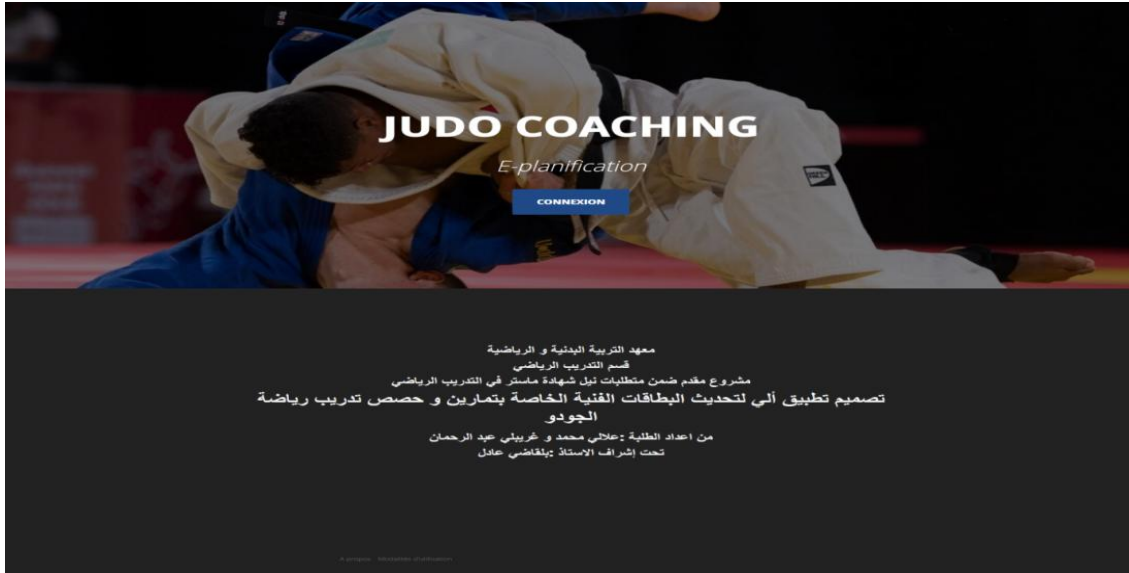 JUDO COACHING
E-planification
CONNEXION
معهد التربية البدنية و الرياضية
قسم التدريب الرياضي
مشروع مقدم ضمن متطلبات نيل شهادة ماستر في التدريب الرياضي
تصميم تطبيق ألي لتحديث البطاقات الفنية الخاصة بتمارين و حصص تدريب رياضة
الجودو
من اعداد الطلبة :علالي محمد و غريبلي عبد الرحمان
تحت إشراف الاستاذ :بلقاضي عادل
A propos